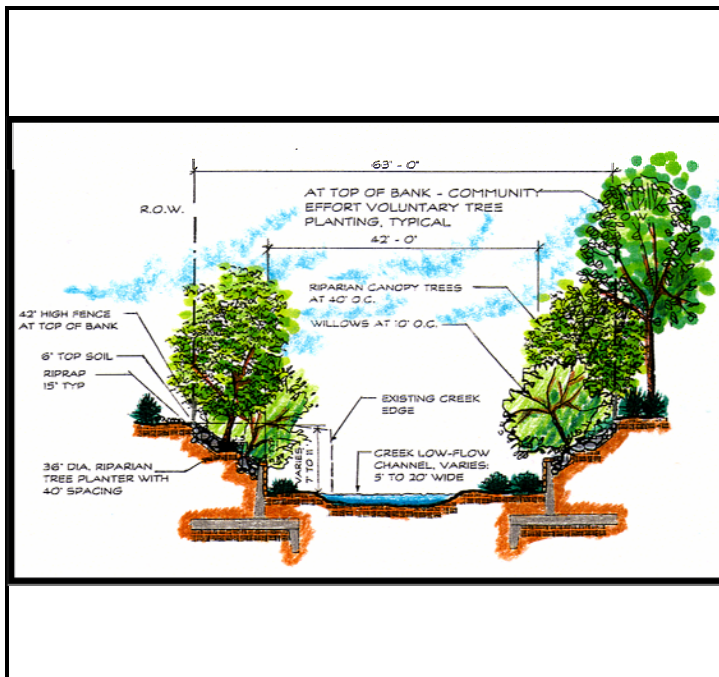 63' - 0"
R.O.W.
AT TOP OF BANK - COMMUNITY
EFFORT VOLUNTARY TREE
PLANTING, TYPICAL
42' - 0"
RIPARIAN CANOPY TREES
AT 40' O.C.
WILLOWS AT 10' O.C.
42" HIGH FENCE
AT TOP OF BANK
6" TOP SOIL
RIPRAP
15" TYP
EXISTING CREEK
EDGE
VARIES
7' TO 11'
CREEK LOW-FLOW
CHANNEL, VARIES:
5' TO 20' WIDE
36" DIA. RIPARIAN
TREE PLANTER WITH
40' SPACING